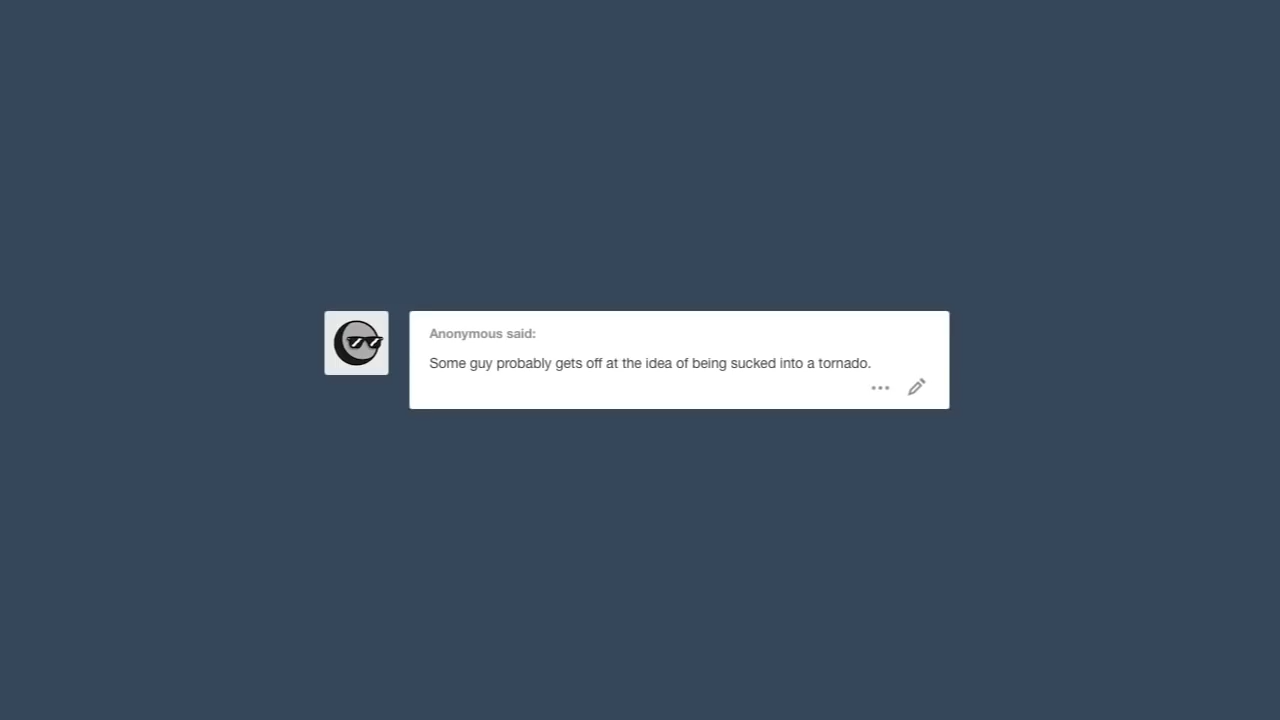 Anonymous said:
Some guy probably gets off at the idea of being sucked into a tornado.